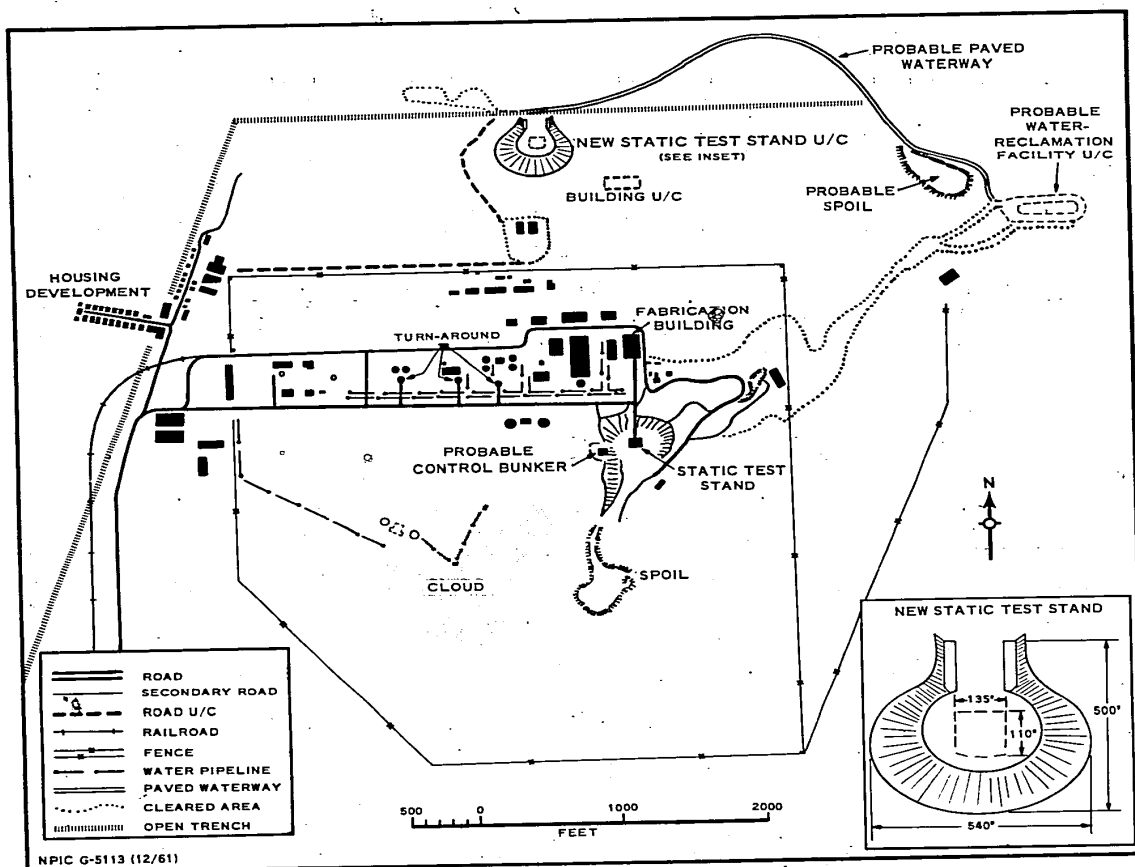 PROBABLE PAVED
WATERWAY
PROBABLE
WATER-
RECLAMATION
FACILITY U/C
NEW STATIC TEST STAND U/C
(SEE INSET)
BUILDING U/C
PROBABLE
SPOIL
HOUSING
DEVELOPMENT
TURN-AROUND
FABRICATION
BUILDING
PROBABLE
CONTROL BUNKER
STATIC TEST
STAND
N
SPOIL
CLOUD
NEW STATIC TEST STAND
135'
110'
500'
540'
ROAD
SECONDARY ROAD
ROAD U/C
RAILROAD
FENCE
WATER PIPELINE
PAVED WATERWAY
CLEARED AREA
OPEN TRENCH
500 0 1000 2000
FEET
NPIC G-5113 (12/61)